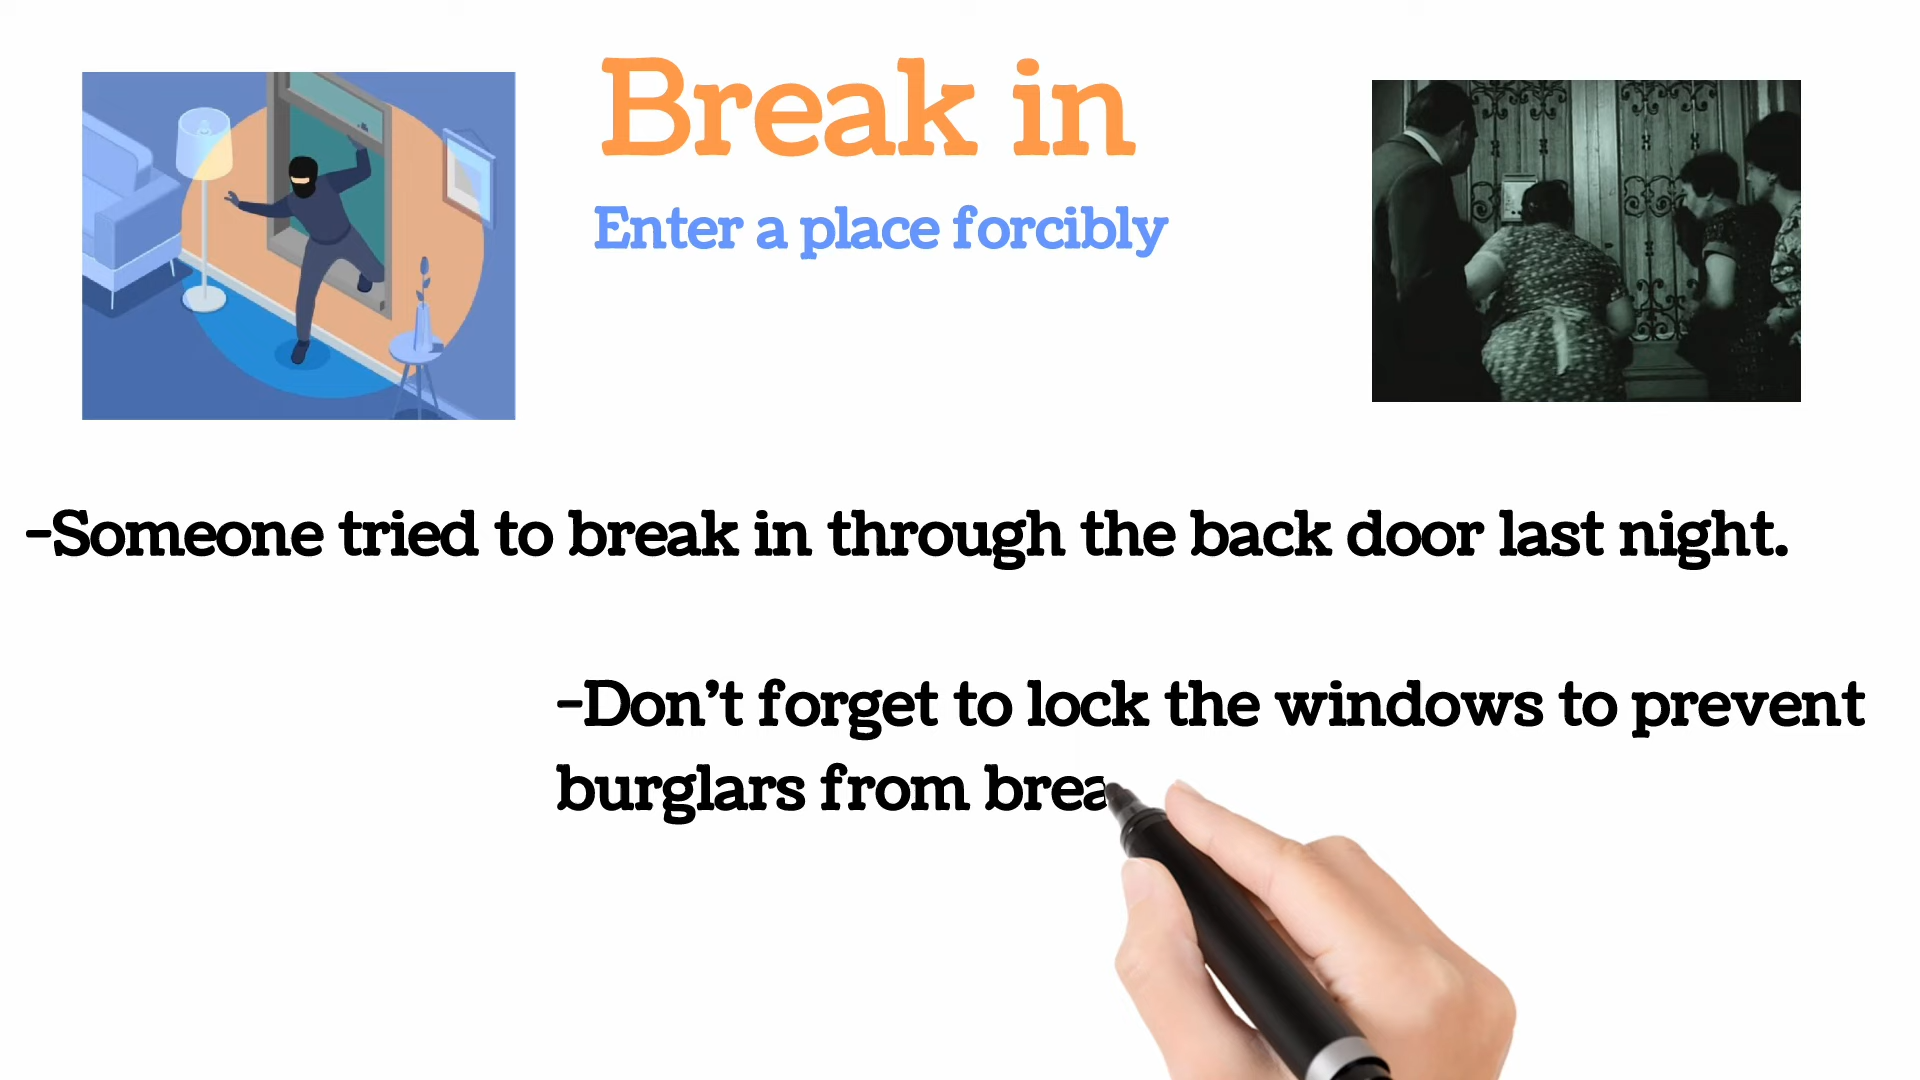 Break in
Enter a place forcibly
-Someone tried to break in through the back door last night.
-Don't forget to lock the windows to prevent
burglars from brea